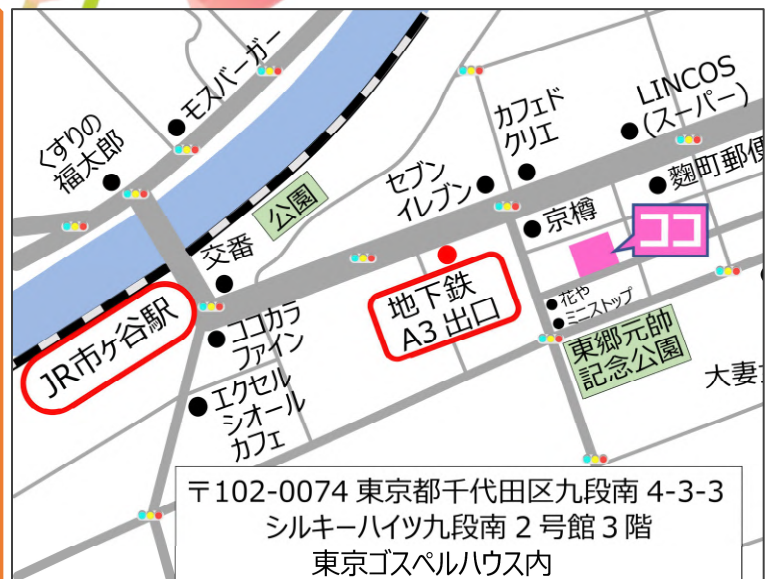 モスバーガー
くすりの
福太郎
公園
交番
JR市ヶ谷駅
ココカラ
ファイン
エクセル
シオール
カフェ
セブン
イレブン
カフェド
クリエ
LINCOS
(スーパー)
麴町郵便
京樽
ココ
地下鉄
A3 出口
花や
ミニストップ
東郷元帥
記念公園
大妻
〒102-0074 東京都千代田区九段南 4-3-3
シルキーハイツ九段南 2 号館 3 階
東京ゴスペルハウス内